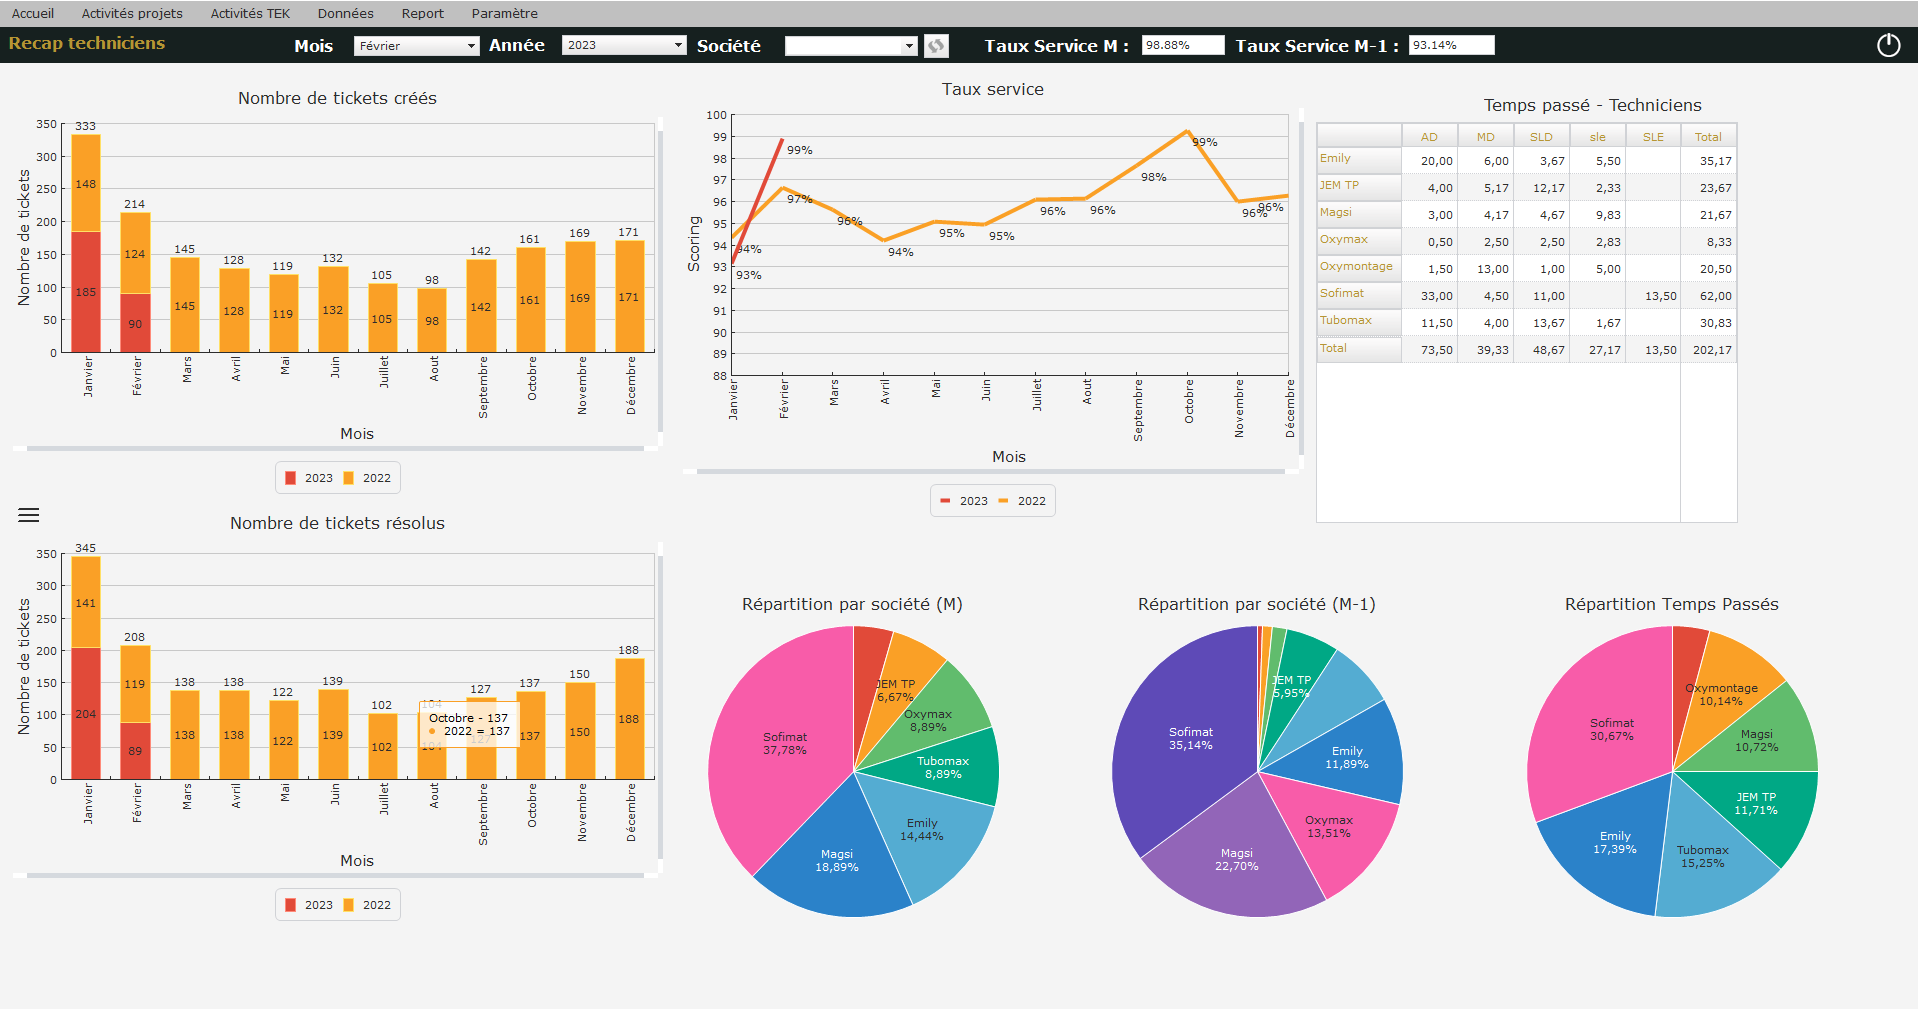 Accueil Activités projets Activités TEK Données Report Paramètre
Recap techniciens Mois Février Année 2023 Société Taux Service M : 98.88% Taux Service M-1 : 93.14%
Nombre de tickets créés
Nombre de tickets
350
300
250
200
150
100
50
0
333 214 145 128 119 132 105 98 142 161 169 171
148 124 145 128 119 132 105 98 142 161 169 171
185 90
Janvier Février Mars Avril Mai Juin Juillet Aout Septembre Octobre Novembre Décembre
Mois
2023 2022
Taux service
Scoring
100
99
98
97
96
95
94
93
92
91
90
89
88
99%
93%
94% 97% 96% 94% 95% 95% 96% 96% 98% 99% 96% 96%
Janvier Février Mars Avril Mai Juin Juillet Aout Septembre Octobre Novembre Décembre
Mois
2023 2022
Temps passé - Techniciens
AD MD SLD sle SLE Total
Emily 20,00 6,00 3,67 5,50 35,17
JEM TP 4,00 5,17 12,17 2,33 23,67
Magsi 3,00 4,17 4,67 9,83 21,67
Oxymax 0,50 2,50 2,50 2,83 8,33
Oxymontage 1,50 13,00 1,00 5,00 20,50
Sofimat 33,00 4,50 11,00 13,50 62,00
Tubomax 11,50 4,00 13,67 1,67 30,83
Total 73,50 39,33 48,67 27,17 13,50 202,17
Nombre de tickets résolus
Nombre de tickets
350
300
250
200
150
100
50
0
345 208 138 138 122 139 102 104 127 137 150 188
141 119 138 138 122 139 102 104 127 137 150 188
204 89
Octobre - 137
2022 = 137
Janvier Février Mars Avril Mai Juin Juillet Aout Septembre Octobre Novembre Décembre
Mois
2023 2022
Répartition par société (M)
JEM TP
6,67%
Oxymax
8,89%
Tubomax
8,89%
Emily
14,44%
Magsi
18,89%
Sofimat
37,78%
Répartition par société (M-1)
JEM TP
5,95%
Emily
11,89%
Oxymax
13,51%
Magsi
22,70%
Sofimat
35,14%
Répartition Temps Passés
Oxymontage
10,14%
Magsi
10,72%
JEM TP
11,71%
Tubomax
15,25%
Emily
17,39%
Sofimat
30,67%